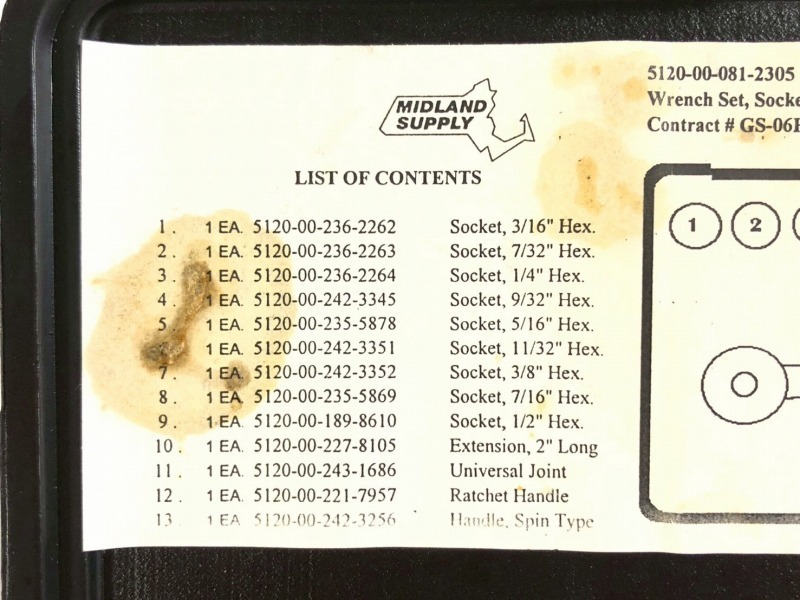 MIDLAND
SUPPLY
5120-00-081-2305
Wrench Set,
Contract #
LIST OF CONTENTS
1. 1 EA. 5120-00-236-2262 Socket, 3/16" Hex.
2. 1 EA. 5120-00-236-2263 Socket, 7/32" Hex.
3. 1 EA. 5120-00-236-2264 Socket, 1/4" Hex.
4. 1 EA. 5120-00-242-3345 Socket, 9/32" Hex.
5. 1 EA. 5120-00-235-5878 Socket, 5/16" Hex.
1 EA. 5120-00-242-3351 Socket, 11/32" Hex.
7. 1 EA. 5120-00-242-3352 Socket, 3/8" Hex.
8. 1 EA. 5120-00-235-5869 Socket, 7/16" Hex.
9. 1 EA. 5120-00-189-8610 Socket, 1/2" Hex.
10. 1 EA. 5120-00-227-8105 Extension, 2" Long
11. 1 EA. 5120-00-243-1686 Universal Joint
12. 1 EA. 5120-00-221-7957 Ratchet Handle
13. 1 EA. 5120-00-242-3256 Handle, Spin Type
1 2